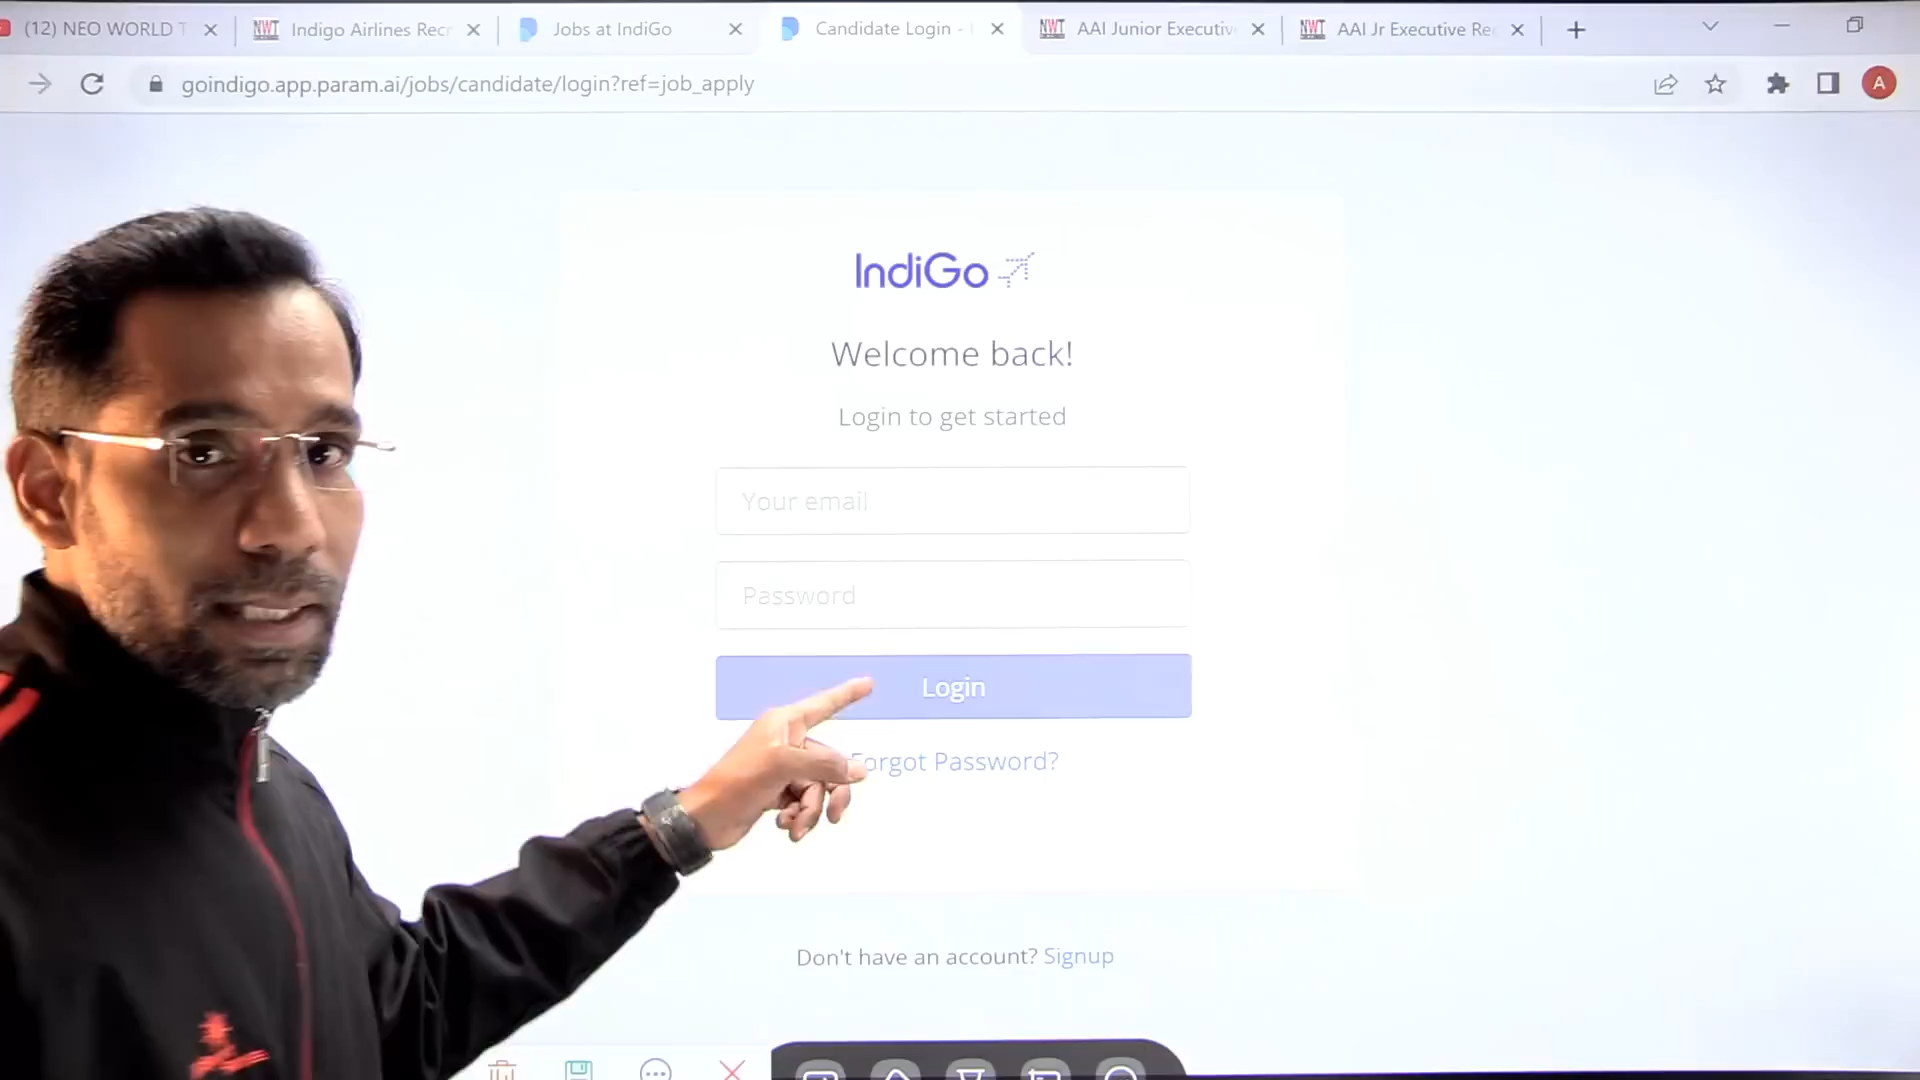 (12) NEO WORLD T
Indigo Airlines Recr
Jobs at IndiGo
Candidate Login -
AAI Junior Executiv
AAI Jr Executive Re
goindigo.app.param.ai/jobs/candidate/login?ref=job_apply
A
IndiGo
Welcome back!
Login to get started
Your email
Password
Login
Forgot Password?
Don't have an account? Signup